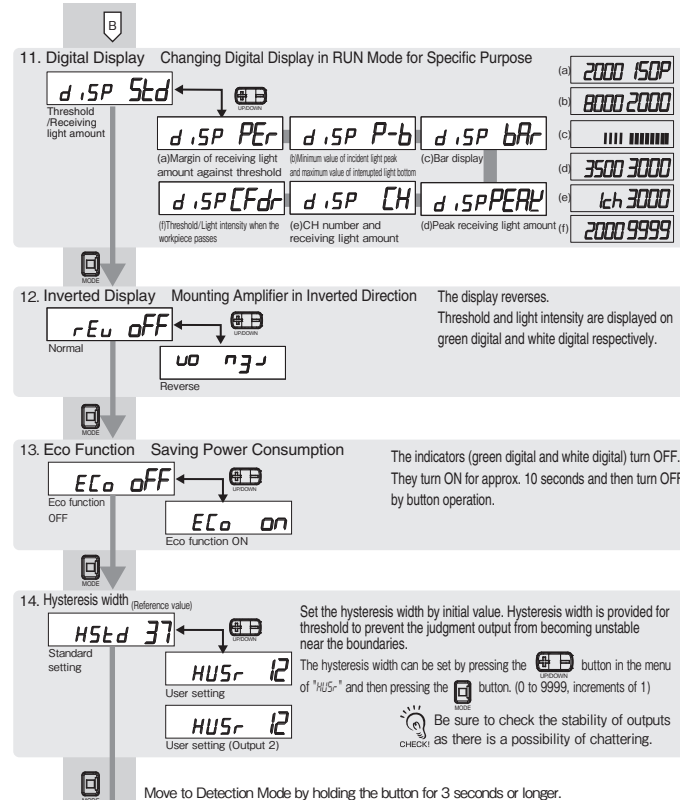 B
11. Digital Display Changing Digital Display in RUN Mode for Specific Purpose
d iSP Std
UP/DOWN
Threshold
/Receiving
light amount
d iSP PEr
d iSP P-b
d iSP bAr
(a)Margin of receiving light
amount against threshold
(b)Minimum value of incident light peak
and maximum value of interrupted light bottom
(c)Bar display
d iSP CFdr
d iSP CH
d iSP PEAK
(f)Threshold/Light intensity when the
workpiece passes
(e)CH number and
receiving light amount
(d)Peak receiving light amount
(a) 2000 150P
(b) 8000 2000
(c)
(d) 3500 3000
(e) 1ch 3000
(f) 2000 9999
MODE
12. Inverted Display Mounting Amplifier in Inverted Direction
rEv oFF
UP/DOWN
Normal
Reverse
The display reverses.
Threshold and light intensity are displayed on
green digital and white digital respectively.
MODE
13. Eco Function Saving Power Consumption
ECo oFF
UP/DOWN
Eco function
OFF
ECo on
Eco function ON
The indicators (green digital and white digital) turn OFF.
They turn ON for approx. 10 seconds and then turn OFF
by button operation.
MODE
14. Hysteresis width (Reference value)
HStd 37
UP/DOWN
Standard
setting
HUSr 12
User setting
HUSr 12
User setting (Output 2)
Set the hysteresis width by initial value. Hysteresis width is provided for
threshold to prevent the judgment output from becoming unstable
near the boundaries.
The hysteresis width can be set by pressing the UP/DOWN button in the menu
of "HUSr" and then pressing the MODE button. (0 to 9999, increments of 1)
CHECK! Be sure to check the stability of outputs
as there is a possibility of chattering.
MODE
Move to Detection Mode by holding the button for 3 seconds or longer.